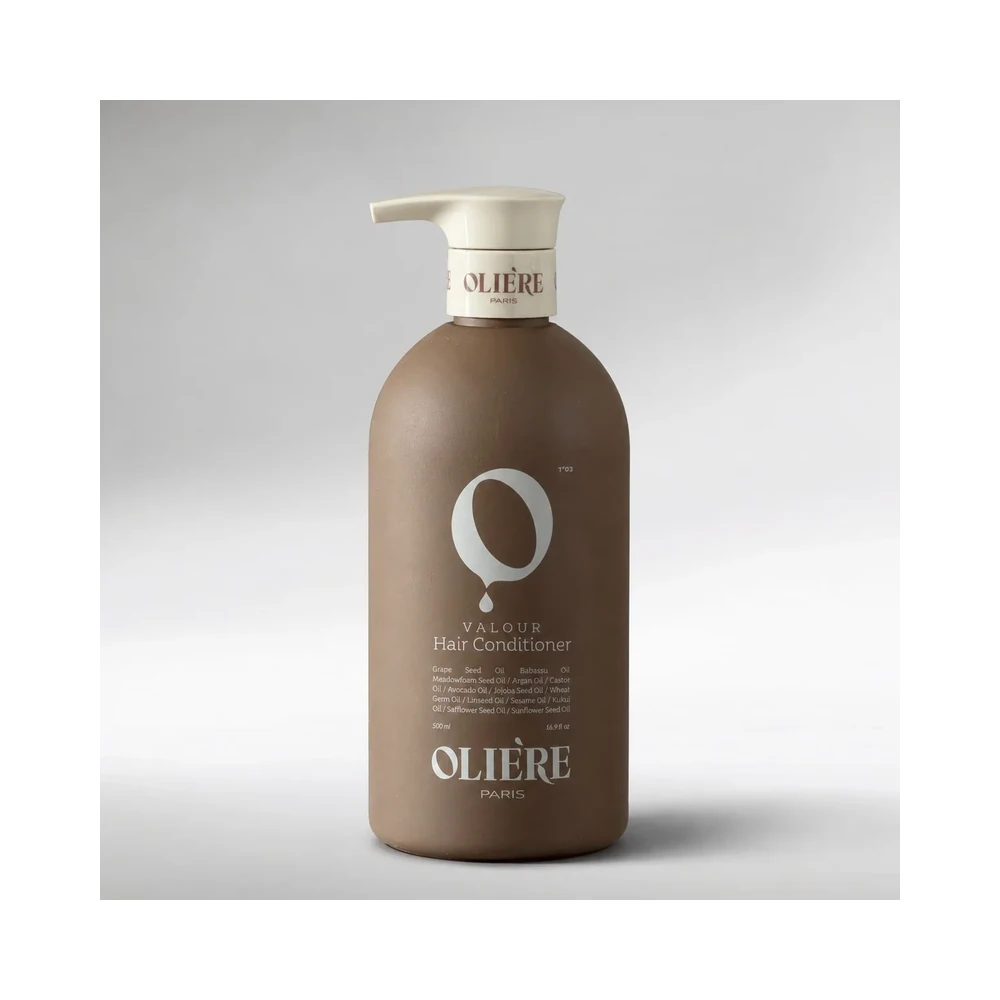 OLIÈRE
PARIS
T°03
VALOUR
Hair Conditioner
Grape Seed Oil Babassu Oil
Meadowfoam Seed Oil / Argan Oil / Castor
Oil / Avocado Oil / Jojoba Seed Oil / Wheat
Germ Oil / Linseed Oil / Sesame Oil / Kukui
Oil / Safflower Seed Oil / Sunflower Seed Oil
500 ml 16.9 fl oz
OLIÈRE
PARIS